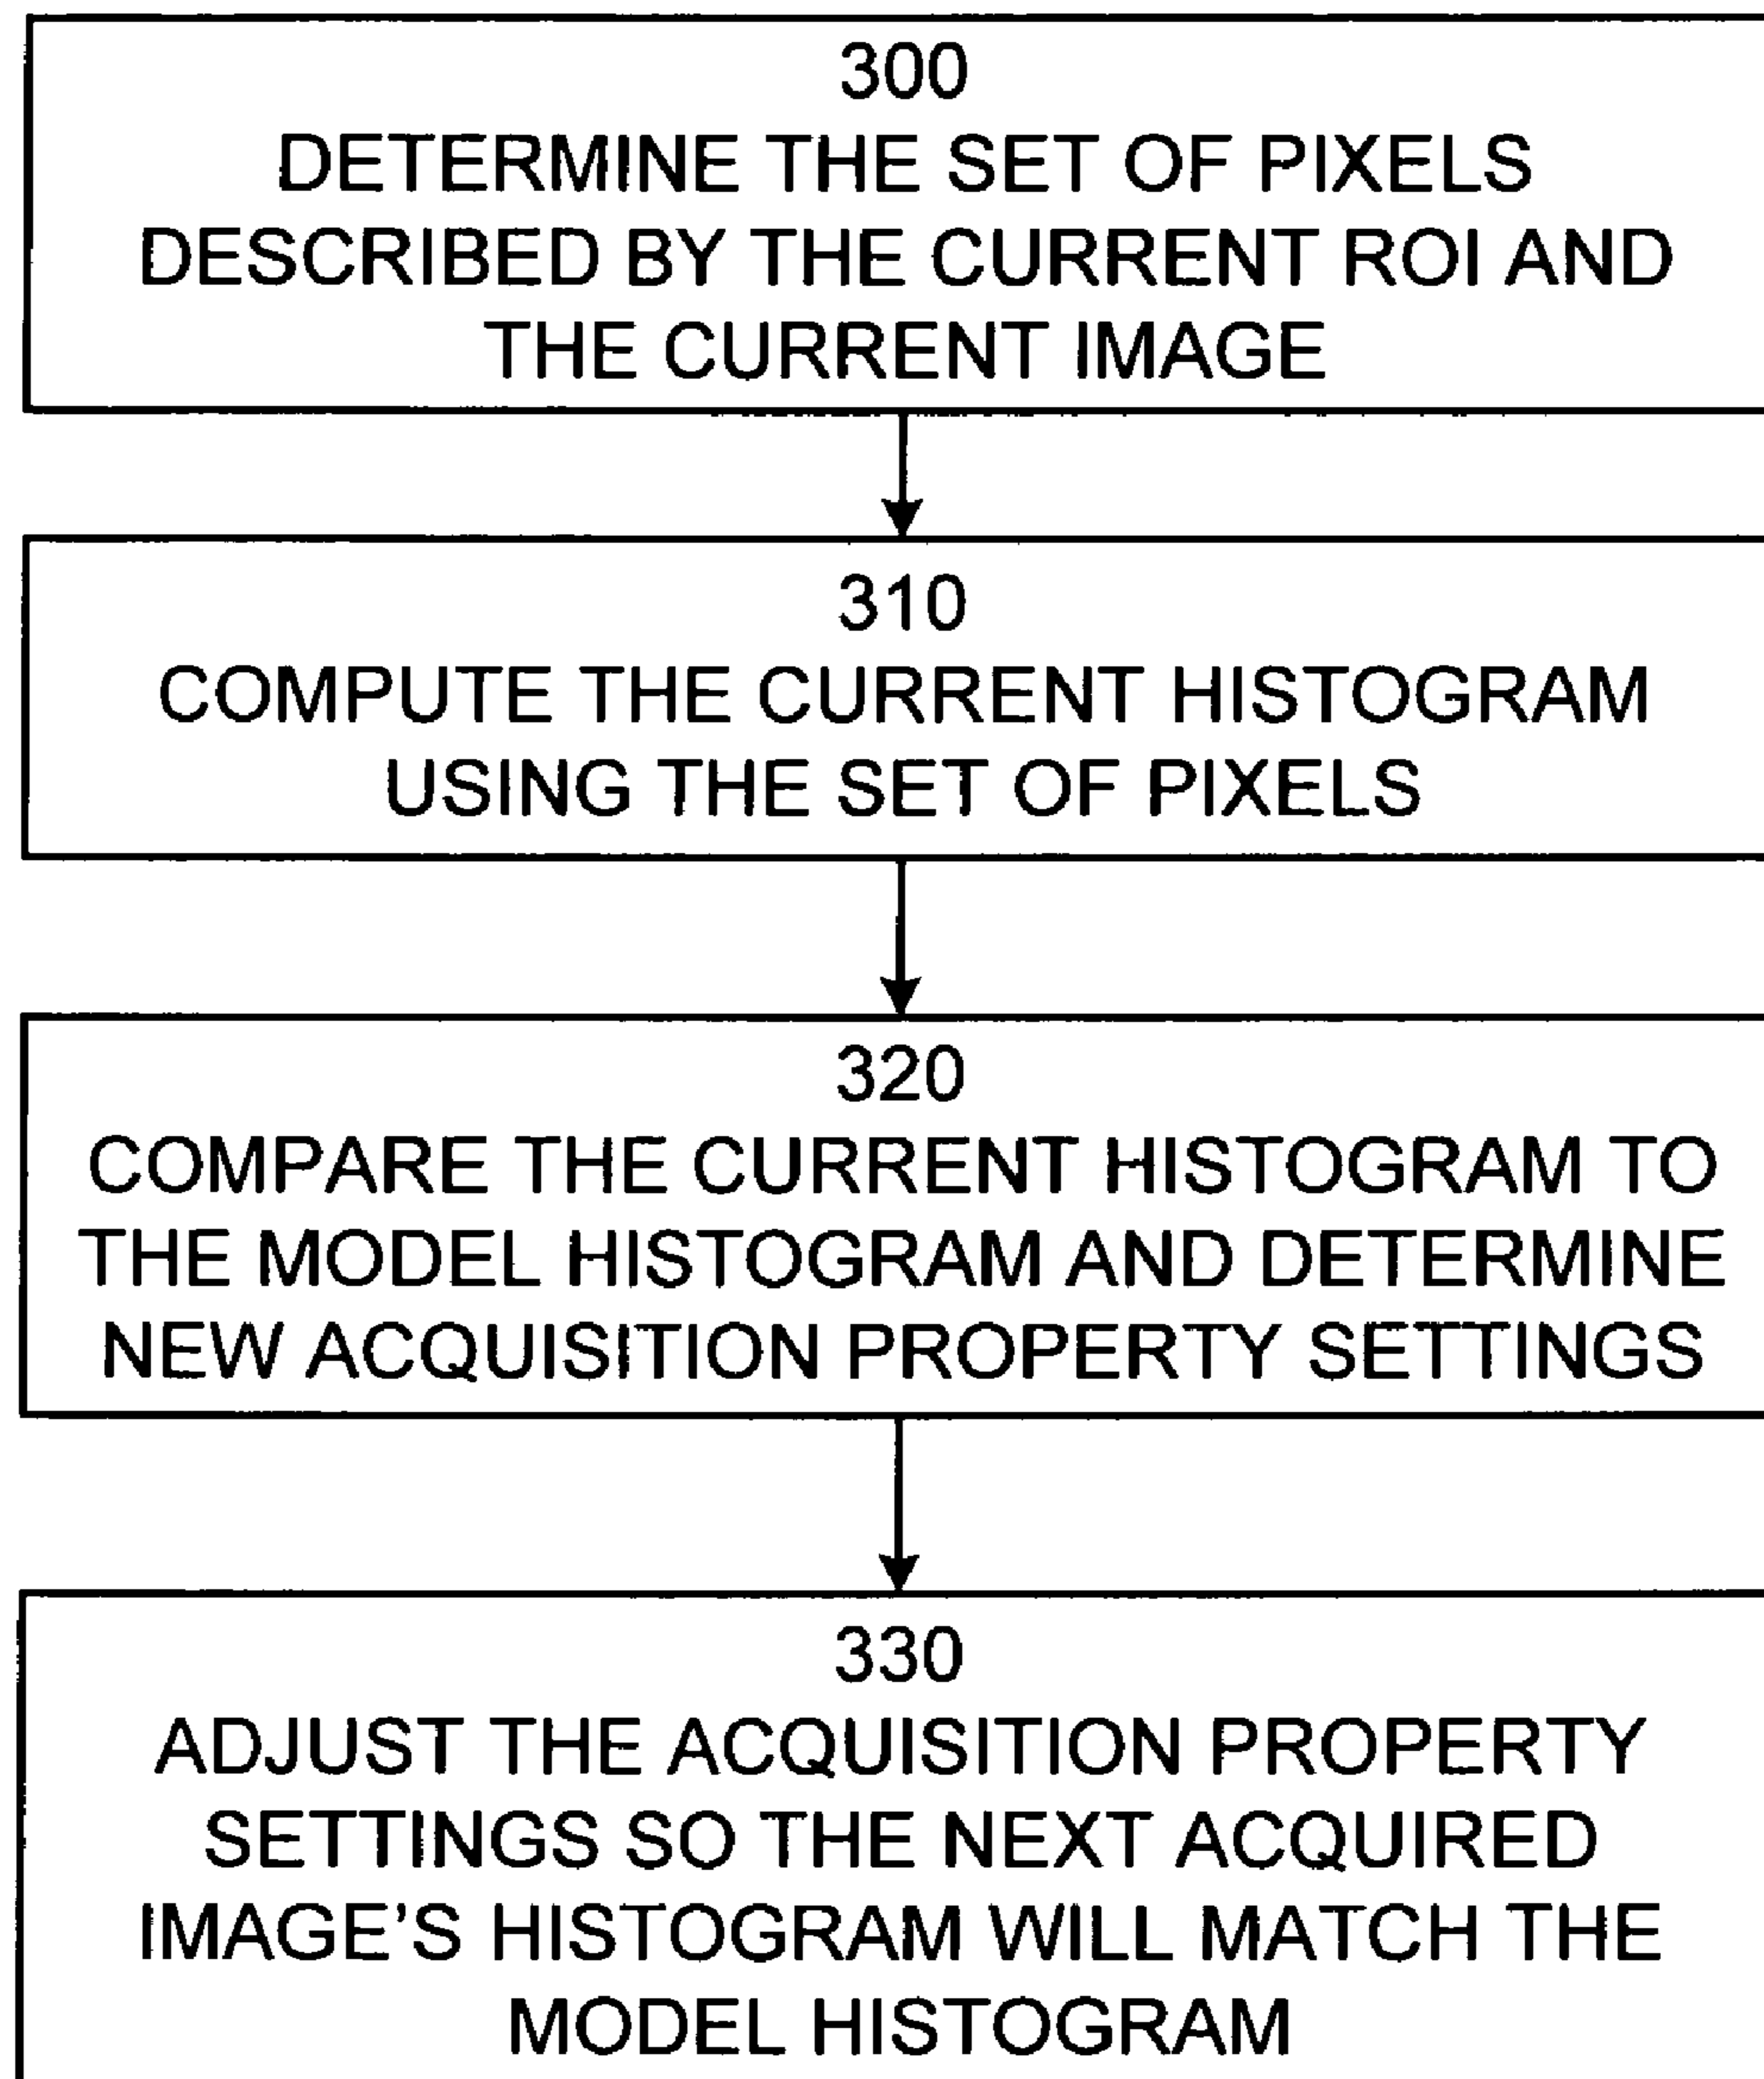 300
DETERMINE THE SET OF PIXELS
DESCRIBED BY THE CURRENT ROI AND
THE CURRENT IMAGE
310
COMPUTE THE CURRENT HISTOGRAM
USING THE SET OF PIXELS
320
COMPARE THE CURRENT HISTOGRAM TO
THE MODEL HISTOGRAM AND DETERMINE
NEW ACQUISITION PROPERTY SETTINGS
330
ADJUST THE ACQUISITION PROPERTY
SETTINGS SO THE NEXT ACQUIRED
IMAGE'S HISTOGRAM WILL MATCH THE
MODEL HISTOGRAM